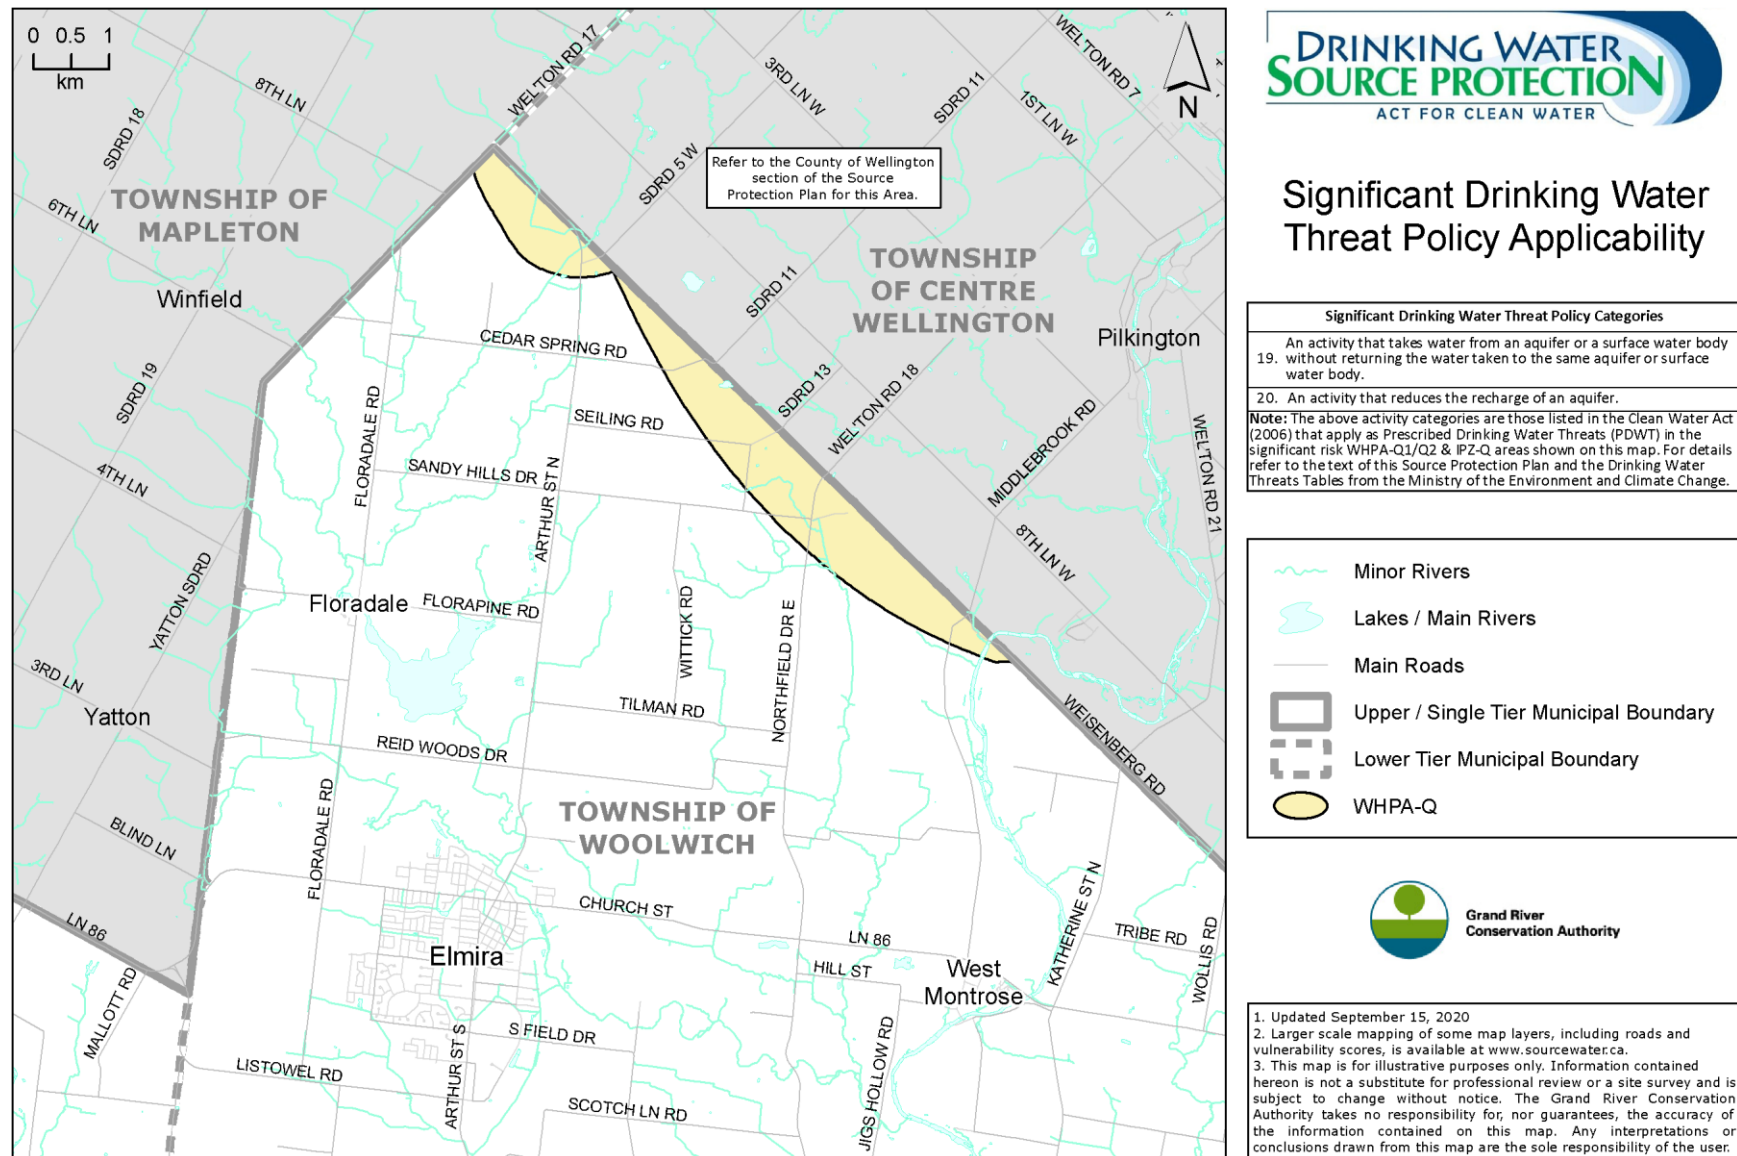 0 0.5 1
km
8TH LN
SDRD 18
WEL'TON RD 17
3RD LN W
SDRD 11
1ST LN W
WEL'TON RD 7
N
SDRD 5 W
Refer to the County of Wellington
section of the Source
Protection Plan for this Area.
TOWNSHIP OF
MAPLETON
6TH LN
Winfield
TOWNSHIP
OF CENTRE
WELLINGTON
SDRD 11
Pilkington
CEDAR SPRING RD
SDRD 19
FLORADALE RD
SEILING RD
SDRD 13
WEL'TON RD 18
MIDDLEBROOK RD
WEL'TON RD 21
4TH LN
SANDY HILLS DR
ARTHUR ST N
8TH LN W
YATTON SDRD
Floradale
FLORAPINE RD
WITTICK RD
NORTHFIELD DR E
3RD LN
Yatton
TILMAN RD
WEISENBERG RD
REID WOODS DR
TOWNSHIP OF
WOOLWICH
BLIND LN
FLORADALE RD
CHURCH ST
LN 86
LN 86
KATHERINE ST N
TRIBE RD
WOLLIS RD
Elmira
HILL ST
West
Montrose
MALLOTT RD
S FIELD DR
ARTHUR ST S
JIGS HOLLOW RD
LISTOWEL RD
SCOTCH LN RD
DRINKING WATER
SOURCE PROTECTION
ACT FOR CLEAN WATER
Significant Drinking Water
Threat Policy Applicability
Significant Drinking Water Threat Policy Categories
An activity that takes water from an aquifer or a surface water body
19. without returning the water taken to the same aquifer or surface
water body.
20. An activity that reduces the recharge of an aquifer.
Note: The above activity categories are those listed in the Clean Water Act
(2006) that apply as Prescribed Drinking Water Threats (PDWT) in the
significant risk WHPA-Q1/Q2 & IPZ-Q areas shown on this map. For details
refer to the text of this Source Protection Plan and the Drinking Water
Threats Tables from the Ministry of the Environment and Climate Change.
Minor Rivers
Lakes / Main Rivers
Main Roads
Upper / Single Tier Municipal Boundary
Lower Tier Municipal Boundary
WHPA-Q
Grand River
Conservation Authority
1. Updated September 15, 2020
2. Larger scale mapping of some map layers, including roads and
vulnerability scores, is available at www.sourcewater.ca.
3. This map is for illustrative purposes only. Information contained
hereon is not a substitute for professional review or a site survey and is
subject to change without notice. The Grand River Conservation
Authority takes no responsibility for, nor guarantees, the accuracy of
the information contained on this map. Any interpretations or
conclusions drawn from this map are the sole responsibility of the user.